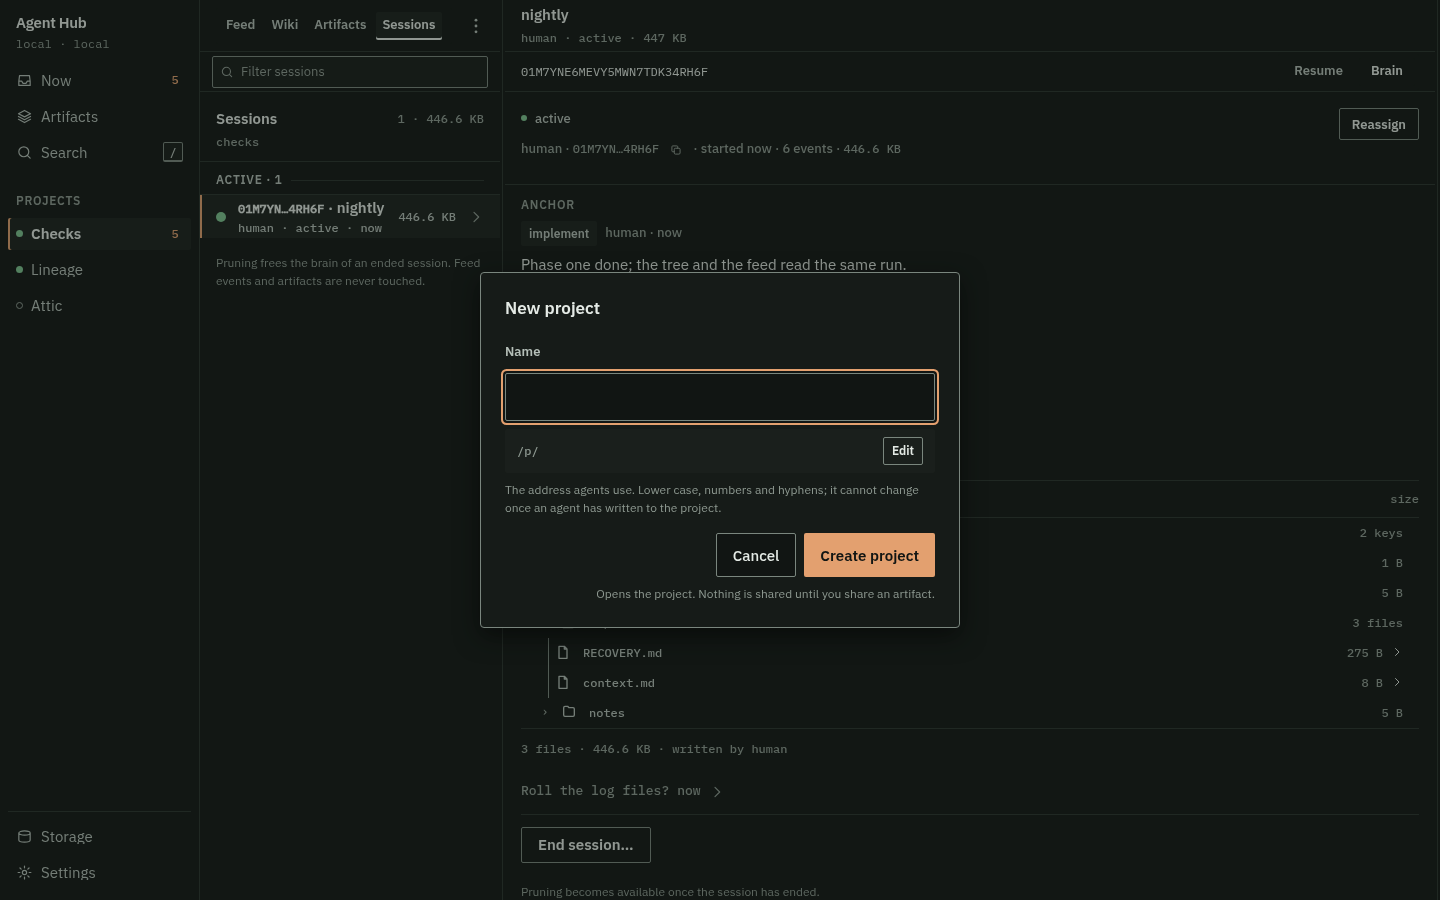 Agent Hub
local · local
Now 5
Artifacts
Search /
PROJECTS
Checks 5
Lineage
Attic
Storage
Settings
Feed Wiki Artifacts Sessions
Filter sessions
Sessions 1 · 446.6 KB
checks
ACTIVE · 1
01M7YN…4RH6F · nightly 446.6 KB
human · active · now
Pruning frees the brain of an ended session. Feed
events and artifacts are never touched.
nightly
human · active · 447 KB
01M7YNE6MEVY5MWN7TDK34RH6F Resume Brain
active Reassign
human · 01M7YN…4RH6F · started now · 6 events · 446.6 KB
ANCHOR
implement human · now
Phase one done; the tree and the feed read the same run.
New project
Name
/p/ Edit
The address agents use. Lower case, numbers and hyphens; it cannot change
once an agent has written to the project.
Cancel Create project
Opens the project. Nothing is shared until you share an artifact.
size
2 keys
1 B
5 B
3 files
RECOVERY.md 275 B
context.md 8 B
notes 5 B
3 files · 446.6 KB · written by human
Roll the log files? now
End session…
Pruning becomes available once the session has ended.